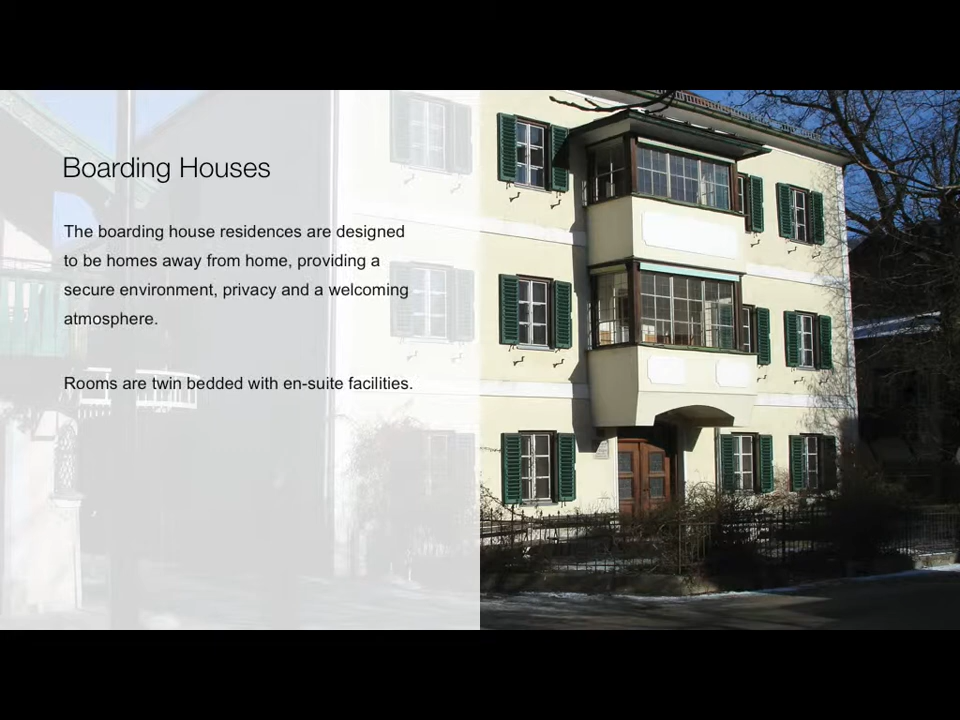 Boarding Houses
The boarding house residences are designed
to be homes away from home, providing a
secure environment, privacy and a welcoming
atmosphere.
Rooms are twin bedded with en-suite facilities.